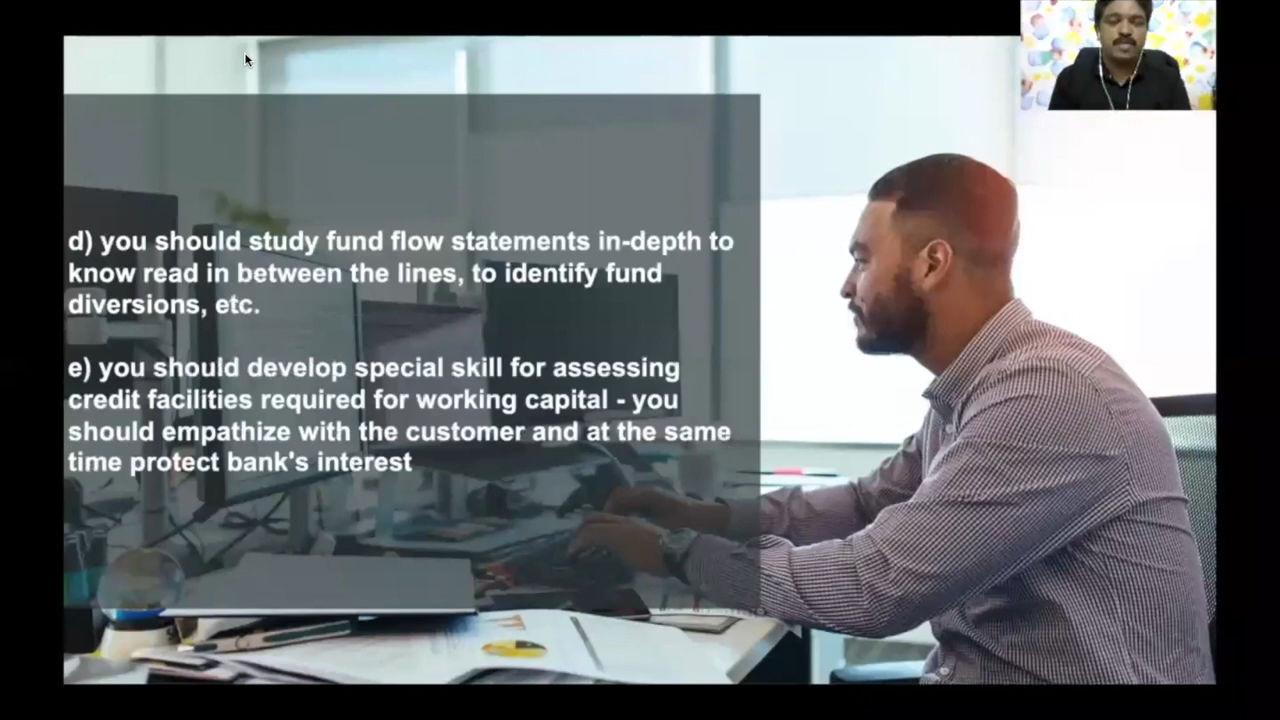 d) you should study fund flow statements in-depth to
know read in between the lines, to identify fund
diversions, etc.
e) you should develop special skill for assessing
credit facilities required for working capital - you
should empathize with the customer and at the same
time protect bank's interest